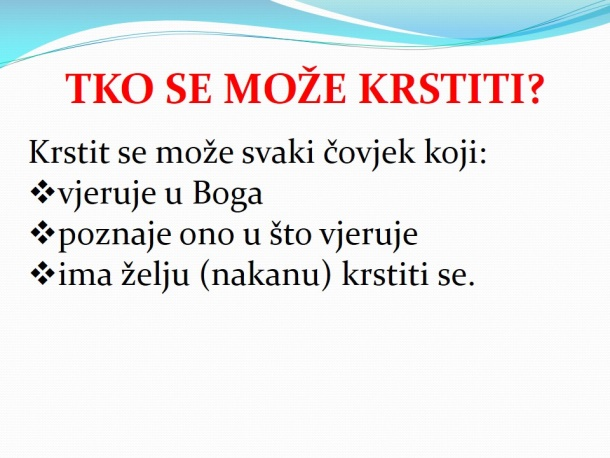 TKO SE MOŽE KRSTITI?
Krstit se može svaki čovjek koji:
❖vjeruje u Boga
❖poznaje ono u što vjeruje
❖ima želju (nakanu) krstiti se.